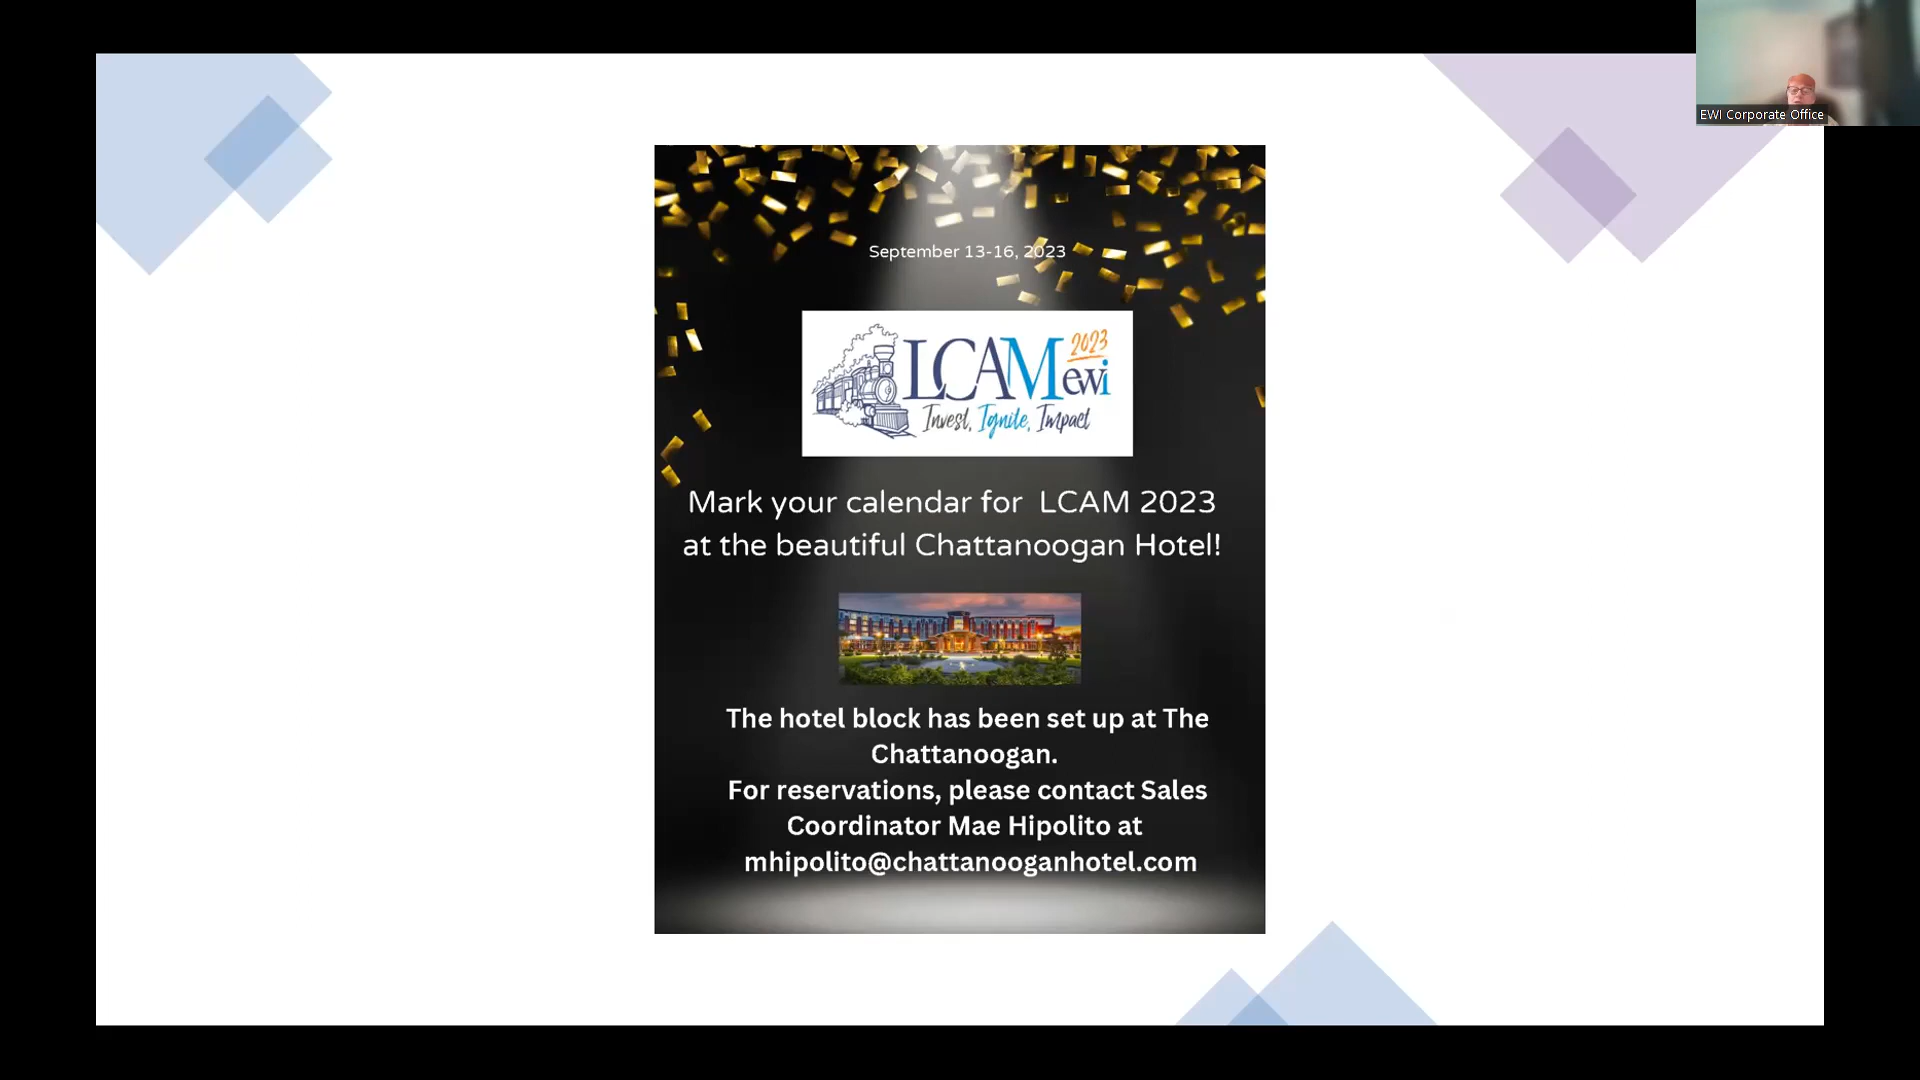 EWI Corporate Office
September 13-16, 2023
LCAM 2023
ewi
Invest, Ignite, Impact
Mark your calendar for LCAM 2023
at the beautiful Chattanoogan Hotel!
The hotel block has been set up at The
Chattanoogan.
For reservations, please contact Sales
Coordinator Mae Hipolito at
mhipolito@chattanooganhotel.com